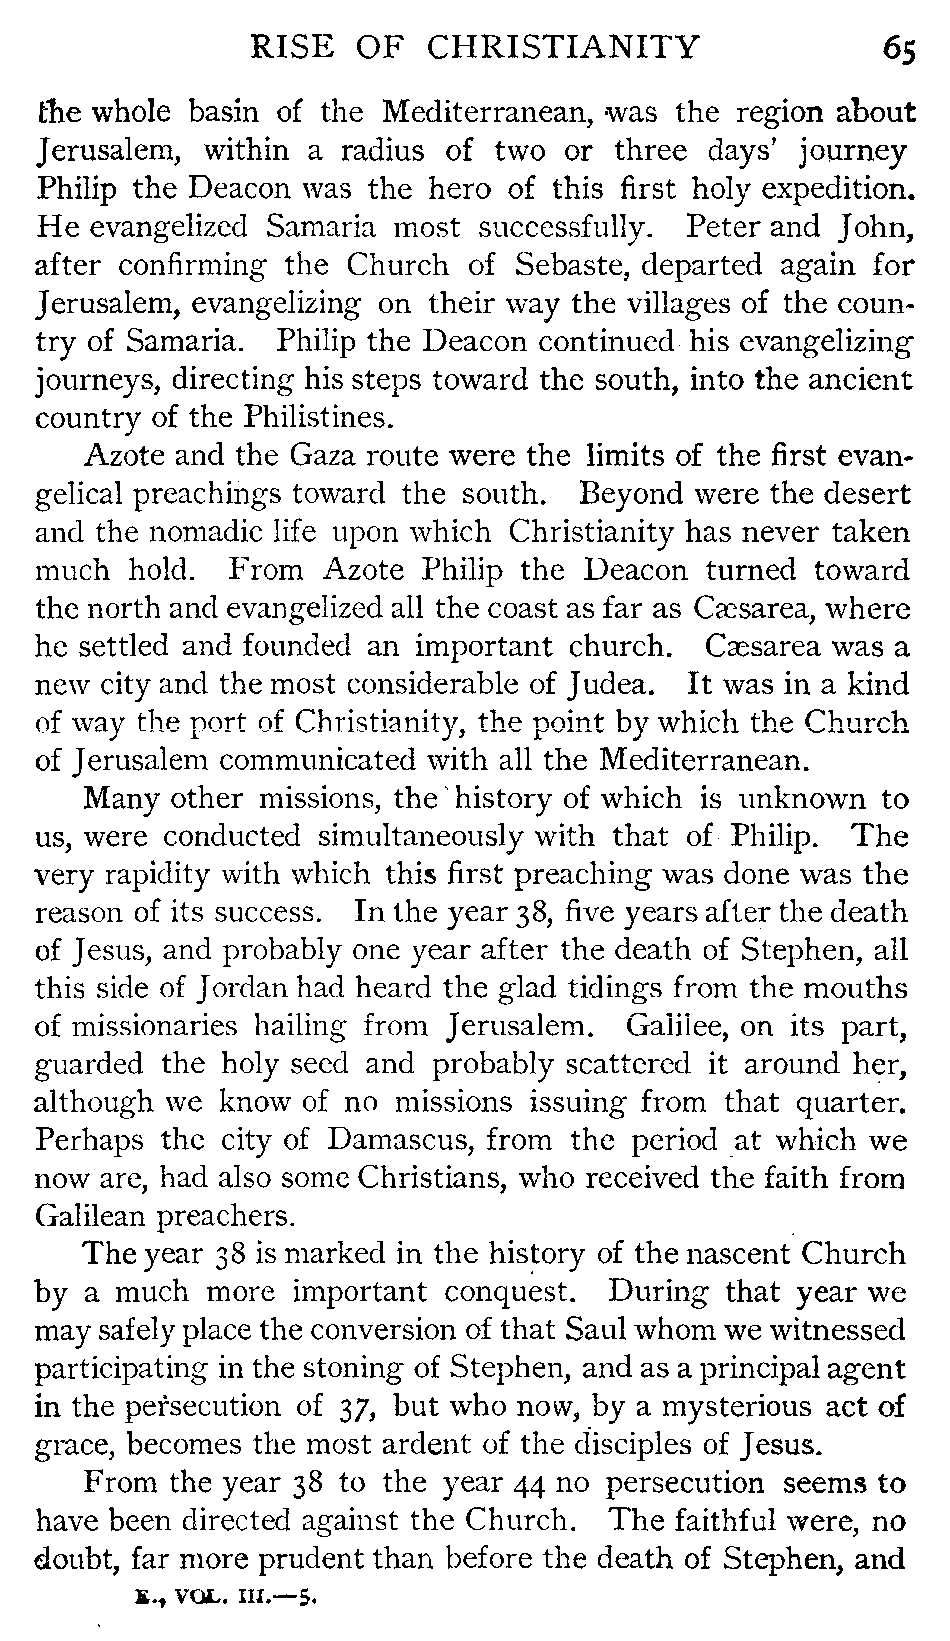 RISE OF CHRISTIANITY 65
the whole basin of the Mediterranean, was the region about
Jerusalem, within a radius of two or three days' journey
Philip the Deacon was the hero of this first holy expedition.
He evangelized Samaria most successfully. Peter and John,
after confirming the Church of Sebaste, departed again for
Jerusalem, evangelizing on their way the villages of the coun-
try of Samaria. Philip the Deacon continued his evangelizing
journeys, directing his steps toward the south, into the ancient
country of the Philistines.
Azote and the Gaza route were the limits of the first evan-
gelical preachings toward the south. Beyond were the desert
and the nomadic life upon which Christianity has never taken
much hold. From Azote Philip the Deacon turned toward
the north and evangelized all the coast as far as Cæsarea, where
he settled and founded an important church. Cæsarea was a
new city and the most considerable of Judea. It was in a kind
of way the port of Christianity, the point by which the Church
of Jerusalem communicated with all the Mediterranean.
Many other missions, the history of which is unknown to
us, were conducted simultaneously with that of Philip. The
very rapidity with which this first preaching was done was the
reason of its success. In the year 38, five years after the death
of Jesus, and probably one year after the death of Stephen, all
this side of Jordan had heard the glad tidings from the mouths
of missionaries hailing from Jerusalem. Galilee, on its part,
guarded the holy seed and probably scattered it around her,
although we know of no missions issuing from that quarter.
Perhaps the city of Damascus, from the period at which we
now are, had also some Christians, who received the faith from
Galilean preachers.
The year 38 is marked in the history of the nascent Church
by a much more important conquest. During that year we
may safely place the conversion of that Saul whom we witnessed
participating in the stoning of Stephen, and as a principal agent
in the persecution of 37, but who now, by a mysterious act of
grace, becomes the most ardent of the disciples of Jesus.
From the year 38 to the year 44 no persecution seems to
have been directed against the Church. The faithful were, no
doubt, far more prudent than before the death of Stephen, and
E., VOL. III.—5.